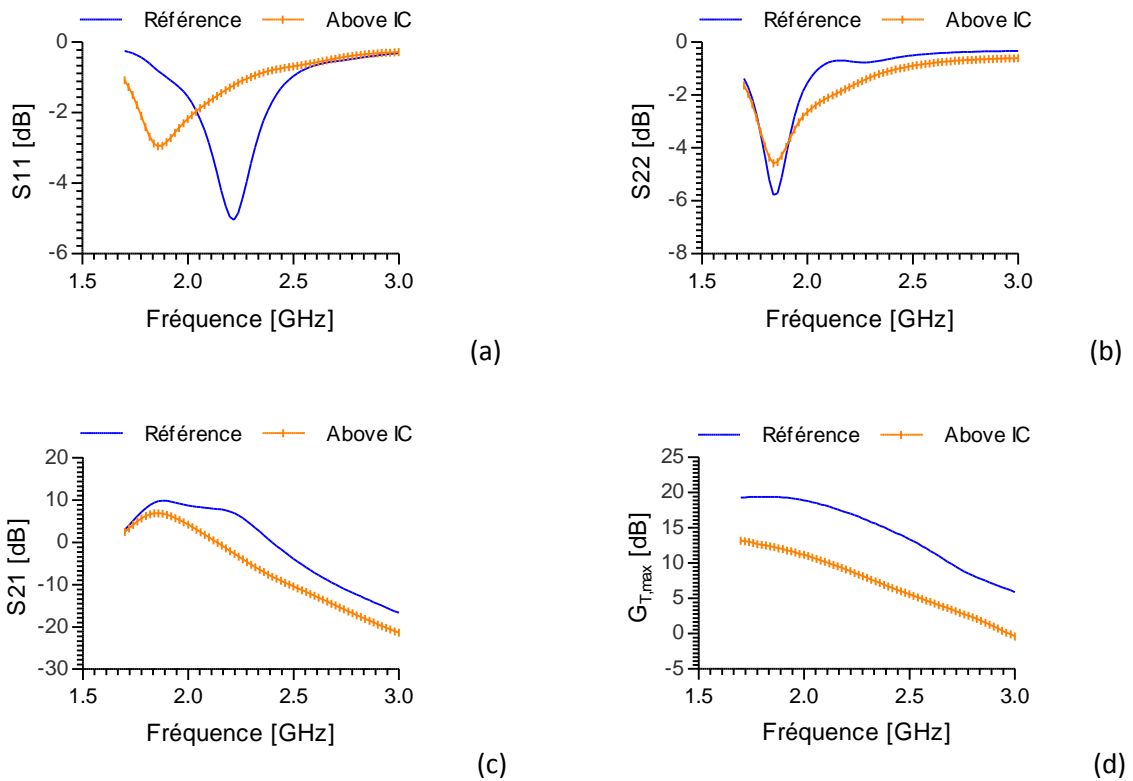 Référence Above IC
0
-2
-4
-6
S11 [dB]
1.5 2.0 2.5 3.0
Fréquence [GHz]
(a)
Référence Above IC
0
-2
-4
-6
-8
S22 [dB]
1.5 2.0 2.5 3.0
Fréquence [GHz]
(b)
Référence Above IC
20
10
0
-10
-20
-30
S21 [dB]
1.5 2.0 2.5 3.0
Fréquence [GHz]
(c)
Référence Above IC
25
20
15
10
5
0
-5
GT,max [dB]
1.5 2.0 2.5 3.0
Fréquence [GHz]
(d)